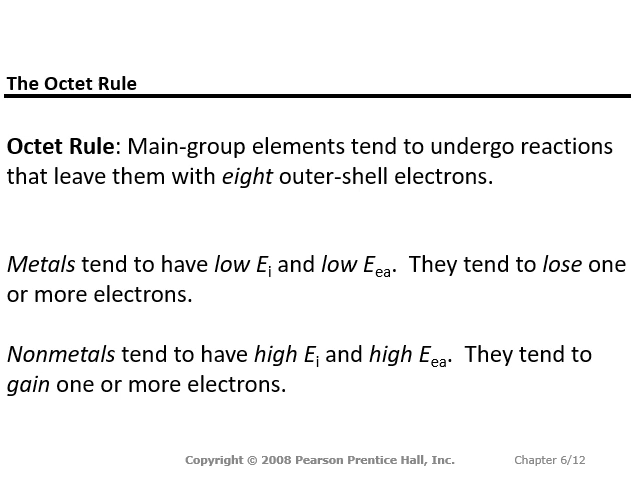 The Octet Rule
Octet Rule: Main-group elements tend to undergo reactions
that leave them with eight outer-shell electrons.
Metals tend to have low Ei and low Eea. They tend to lose one
or more electrons.
Nonmetals tend to have high Ei and high Eea. They tend to
gain one or more electrons.
Copyright © 2008 Pearson Prentice Hall, Inc. Chapter 6/12